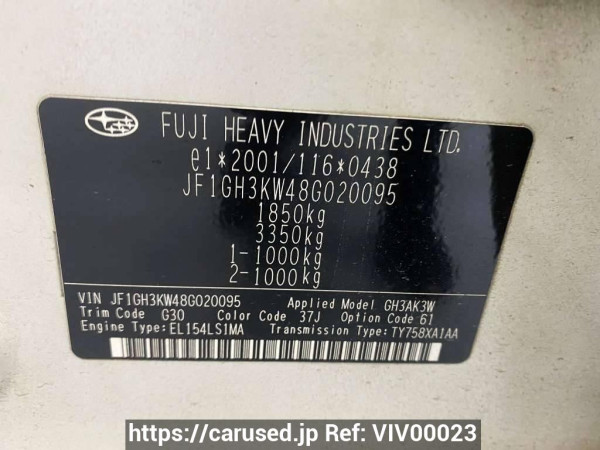 FUJI HEAVY INDUSTRIES LTD.
e1*2001/116*0438
JF1GH3KW48G020095
1850kg
3350kg
1-1000kg
2-1000kg
VIN JF1GH3KW48G020095 Applied Model GH3AK3W
Trim Code G30 Color Code 37J Option Code 61
Engine Type:EL154LS1MA Transmission Type:TY758XA1AA
https://carused.jp Ref: VIV00023